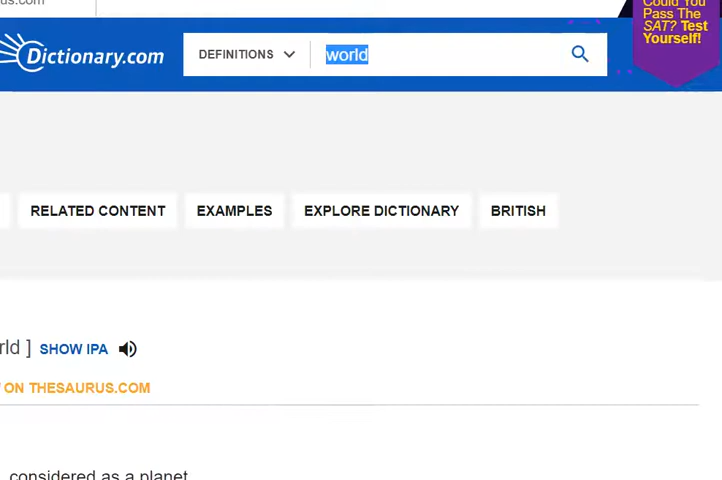 us.com
Could You
Pass The
SAT? Test
Yourself!
Dictionary.com
DEFINITIONS
world
RELATED CONTENT
EXAMPLES
EXPLORE DICTIONARY
BRITISH
rld ] SHOW IPA
ON THESAURUS.COM
considered as a planet